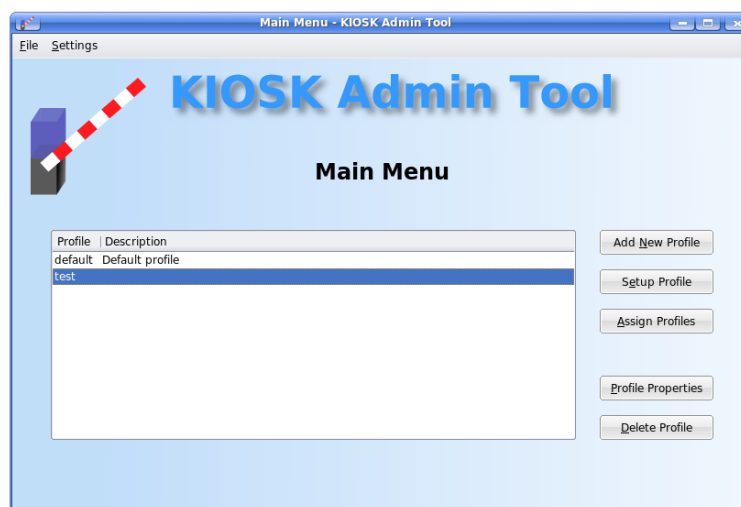 Main Menu - KIOSK Admin Tool
File Settings
KIOSK Admin Tool
Main Menu
Profile Description
default Default profile
test
Add New Profile
Setup Profile
Assign Profiles
Profile Properties
Delete Profile